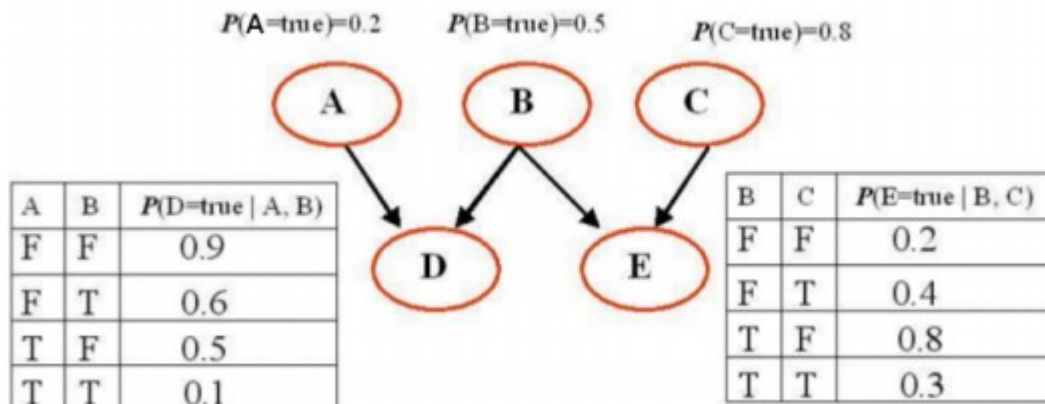 P(A=true)=0.2 P(B=true)=0.5 P(C=true)=0.8
A B C
A B P(D=true | A, B)
F F 0.9
F T 0.6
T F 0.5
T T 0.1
D E
B C P(E=true | B, C)
F F 0.2
F T 0.4
T F 0.8
T T 0.3